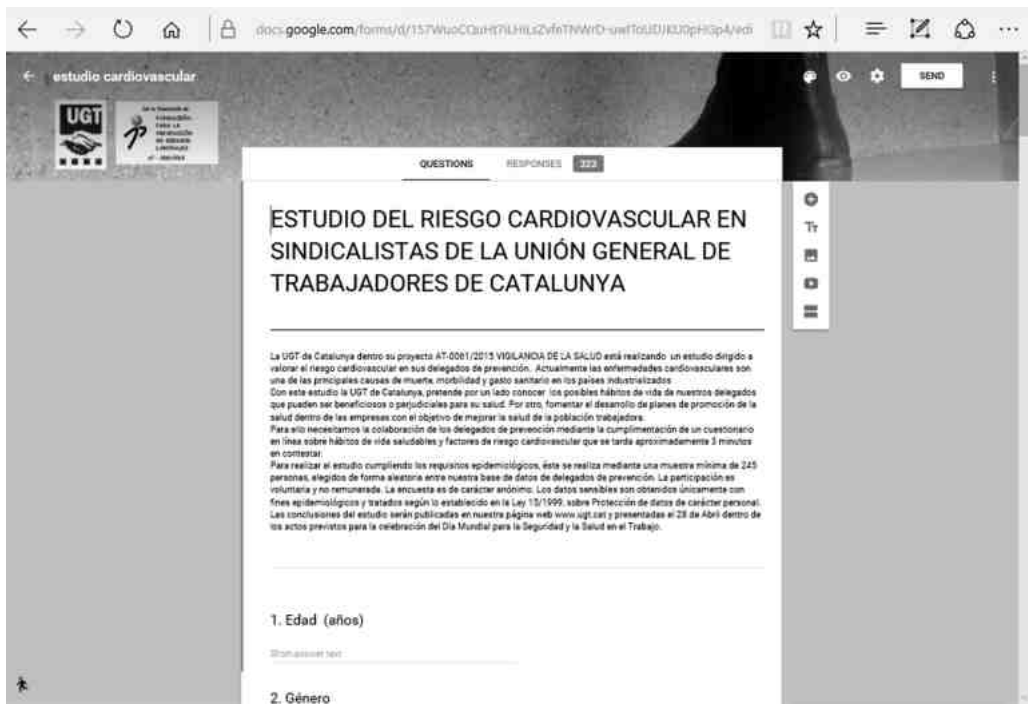 docs.google.com/forms/d/
estudio cardiovascular
SEND
UGT
QUESTIONS RESPONSES 323
ESTUDIO DEL RIESGO CARDIOVASCULAR EN
SINDICALISTAS DE LA UNIÓN GENERAL DE
TRABAJADORES DE CATALUNYA
La UGT de Catalunya dentro su proyecto AT-0061/2015 VIGILANCIA DE LA SALUD está realizando un estudio dirigido a
valorar el riesgo cardiovascular en sus delegados de prevención. Actualmente las enfermedades cardiovasculares son
una de las principales causas de muerte, morbilidad y gasto sanitario en los países industrializados
Con este estudio la UGT de Catalunya, pretende por un lado conocer los posibles hábitos de vida de nuestros delegados
que pueden ser beneficiosos o perjudiciales para su salud. Por otro, fomentar el desarrollo de planes de promoción de la
salud dentro de las empresas con el objetivo de mejorar la salud de la población trabajadora.
Para ello necesitamos la colaboración de los delegados de prevención mediante la cumplimentación de un cuestionario
en línea sobre hábitos de vida saludables y factores de riesgo cardiovascular que se tarda aproximadamente 3 minutos
en contestar.
Para realizar el estudio cumpliendo los requisitos epidemiológicos, éste se realiza mediante una muestra mínima de 245
personas, elegidos de forma aleatoria entre nuestra base de datos de delegados de prevención. La participación es
voluntaria y no remunerada. La encuesta es de carácter anónimo. Los datos sensibles son obtenidos únicamente con
fines epidemiológicos y tratados según lo establecido en la Ley 15/1999, sobre Protección de datos de carácter personal.
Las conclusiones del estudio serán publicadas en nuestra página web www.ugt.cat y presentadas el 28 de Abril dentro de
los actos previstos para la celebración del Día Mundial para la Seguridad y la Salud en el Trabajo.
1. Edad (años)
Short answer text
2. Género